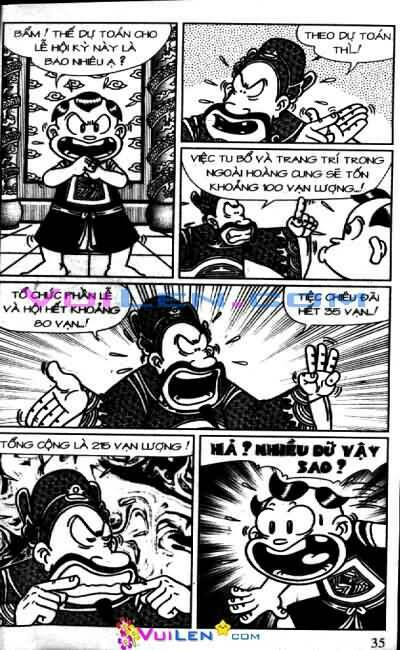 BẨM! THẾ DỰ TOÁN CHO
LỄ HỘI KỲ NÀY LÀ
BAO NHIÊU Ạ?
THEO DỰ TOÁN
THÌ...!
VIỆC TU BỔ VÀ TRANG TRÍ TRONG
NGOÀI HOÀNG CUNG SẼ TỐN
KHOẢNG 100 VẠN LƯỢNG...!
TỔ CHỨC PHẦN LỄ
VÀ HỘI HẾT KHOẢNG
80 VẠN...!
TIỆC CHIÊU ĐÃI
HẾT 35 VẠN...!
VUILEN.COM
TỔNG CỘNG LÀ 215 VẠN LƯỢNG!
HẢ? NHIỀU DỮ VẬY
SAO?
35
VUILEN.COM